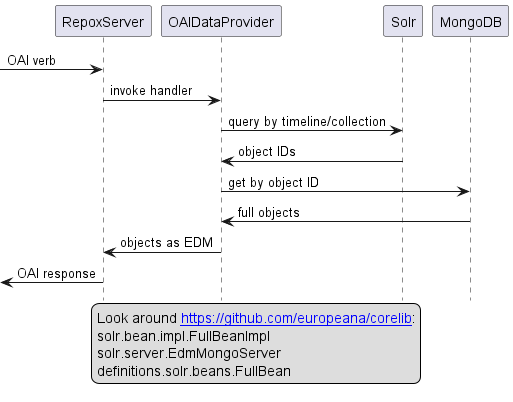 RepoxServer OAIDataProvider Solr MongoDB
OAI verb
invoke handler
query by timeline/collection
object IDs
get by object ID
full objects
objects as EDM
OAI response
Look around https://github.com/europeana/corelib:
solr.bean.impl.FullBeanImpl
solr.server.EdmMongoServer
definitions.solr.beans.FullBean